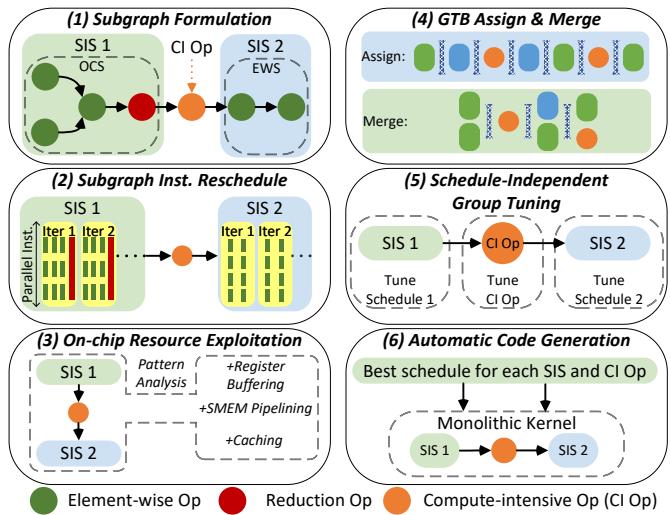 (1) Subgraph Formulation
SIS 1
CI Op
SIS 2
OCS
EWS
(2) Subgraph Inst. Reschedule
SIS 1
SIS 2
Parallel Inst.
Iter 1
Iter 2
Iter 1
Iter 2
(3) On-chip Resource Exploitation
SIS 1
SIS 2
Pattern
Analysis
+Register
Buffering
+SMEM Pipelining
+Caching
(4) GTB Assign & Merge
Assign:
Merge:
(5) Schedule-Independent
Group Tuning
SIS 1
CI Op
SIS 2
Tune
Schedule 1
Tune
CI Op
Tune
Schedule 2
(6) Automatic Code Generation
Best schedule for each SIS and CI Op
Monolithic Kernel
SIS 1
SIS 2
Element-wise Op
Reduction Op
Compute-intensive Op (CI Op)